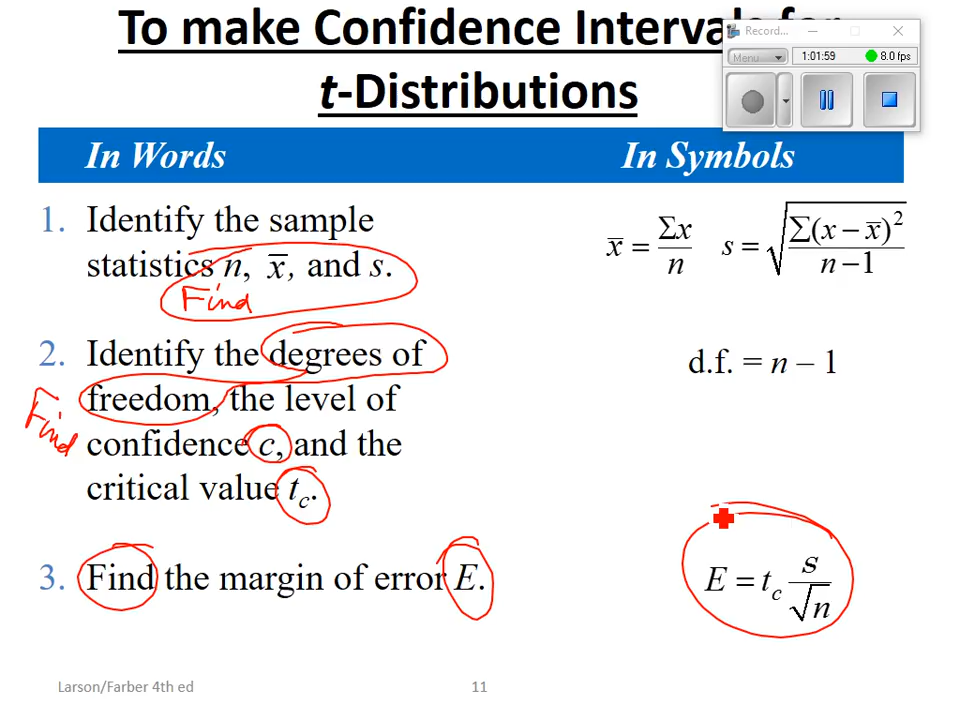 To make Confidence Intervals for
t-Distributions
Record...
Menu
1:01:59
8.0 fps
In Words In Symbols
1. Identify the sample
statistics n, x̅, and s.
Find
x̅ = Σx/n s = √(Σ(x − x̅)²/(n − 1))
2. Identify the degrees of
freedom, the level of
confidence c, and the
critical value t_c.
Find
d.f. = n – 1
3. Find the margin of error E.
E = t_c s/√n
Larson/Farber 4th ed 11